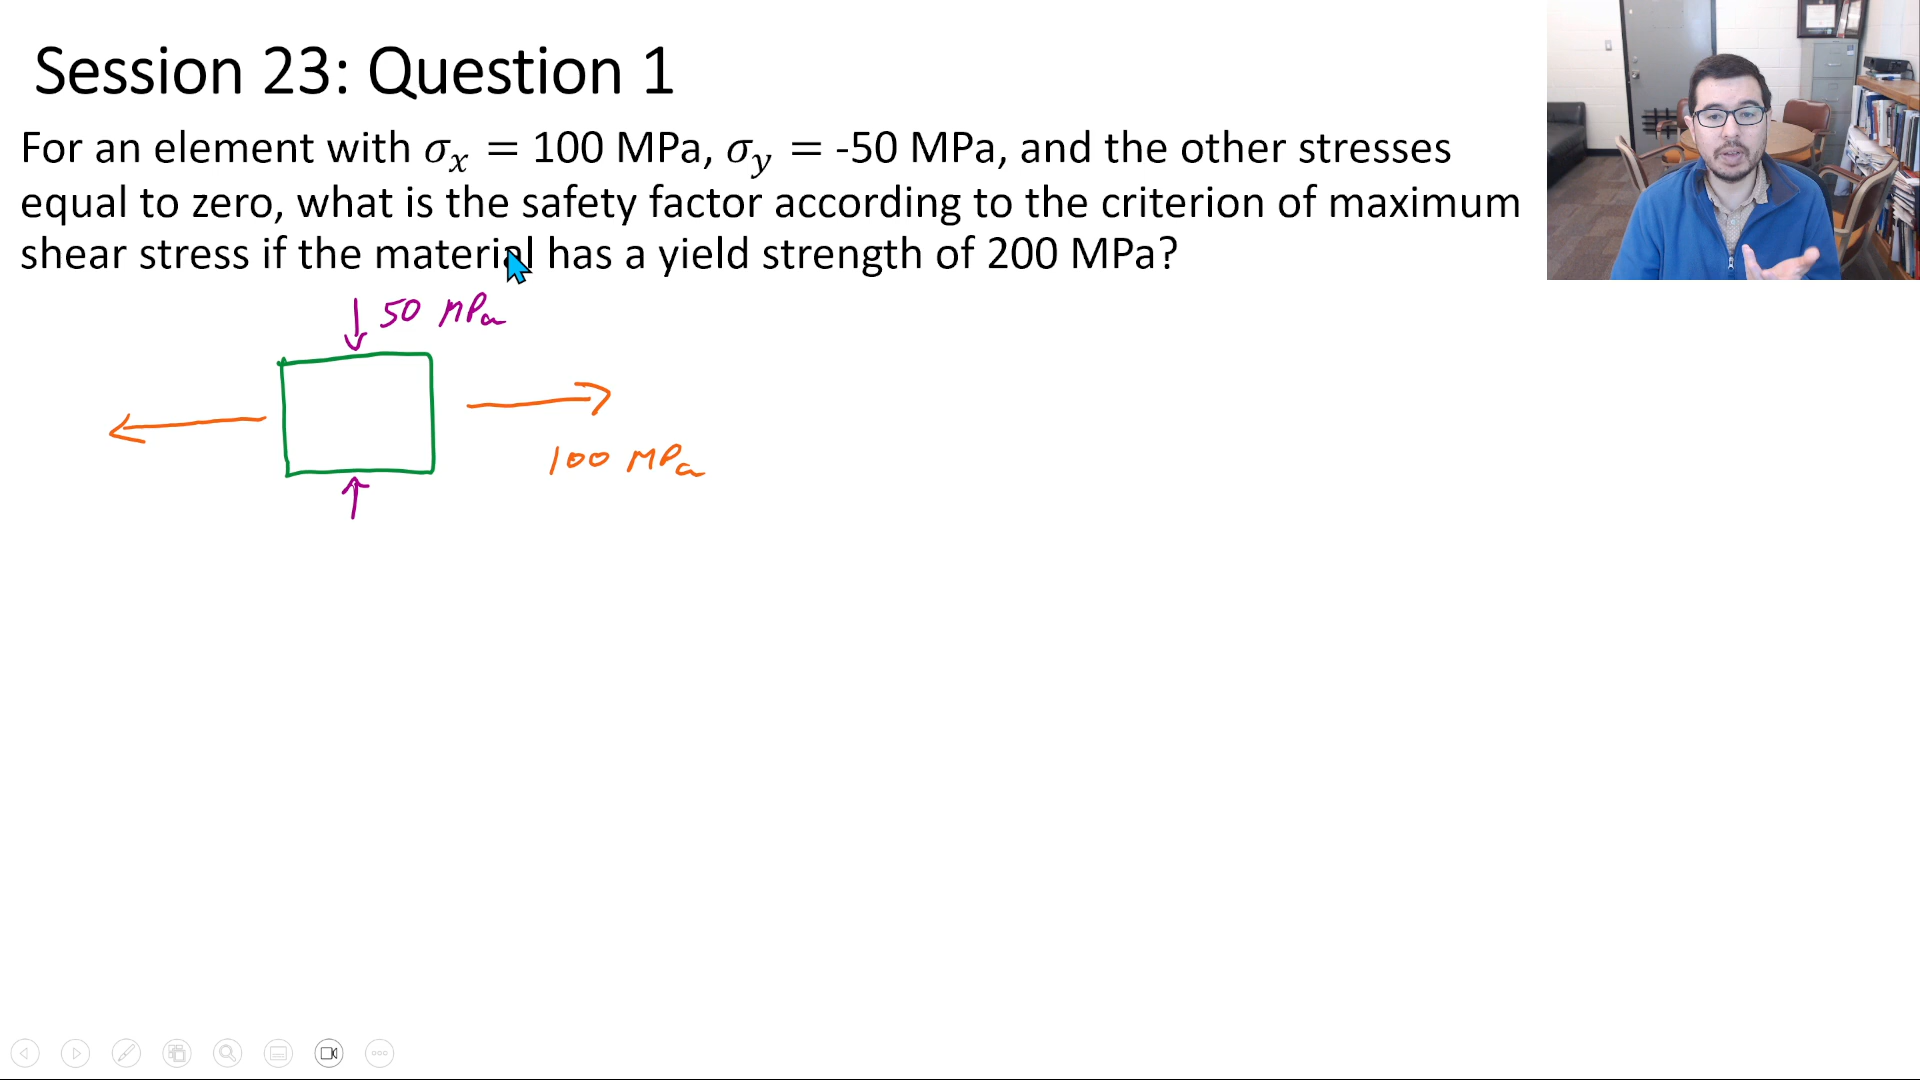 Session 23: Question 1
For an element with σₓ = 100 MPa, σ_y = -50 MPa, and the other stresses
equal to zero, what is the safety factor according to the criterion of maximum
shear stress if the material has a yield strength of 200 MPa?
50 MPa
100 MPa